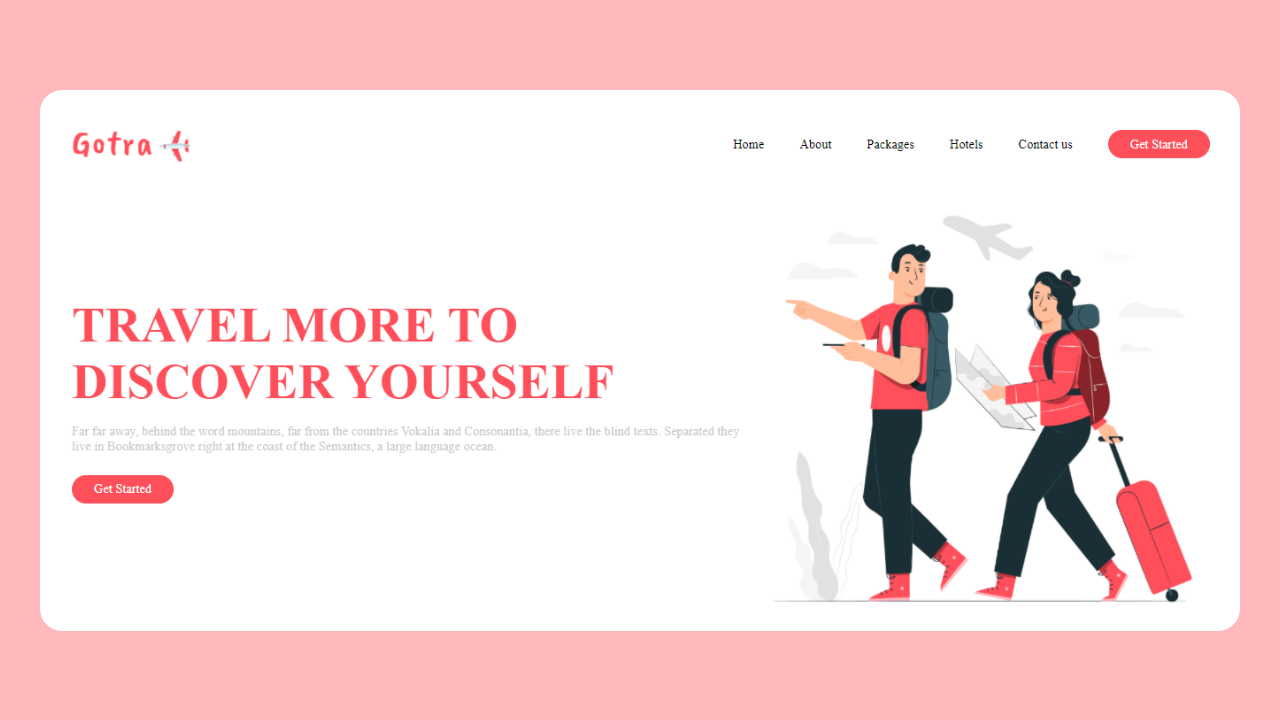 Gotra
Home About Packages Hotels Contact us Get Started
TRAVEL MORE TO
DISCOVER YOURSELF
Far far away, behind the word mountains, far from the countries Vokalia and Consonantia, there live the blind texts. Separated they
live in Bookmarksgrove right at the coast of the Semantics, a large language ocean.
Get Started